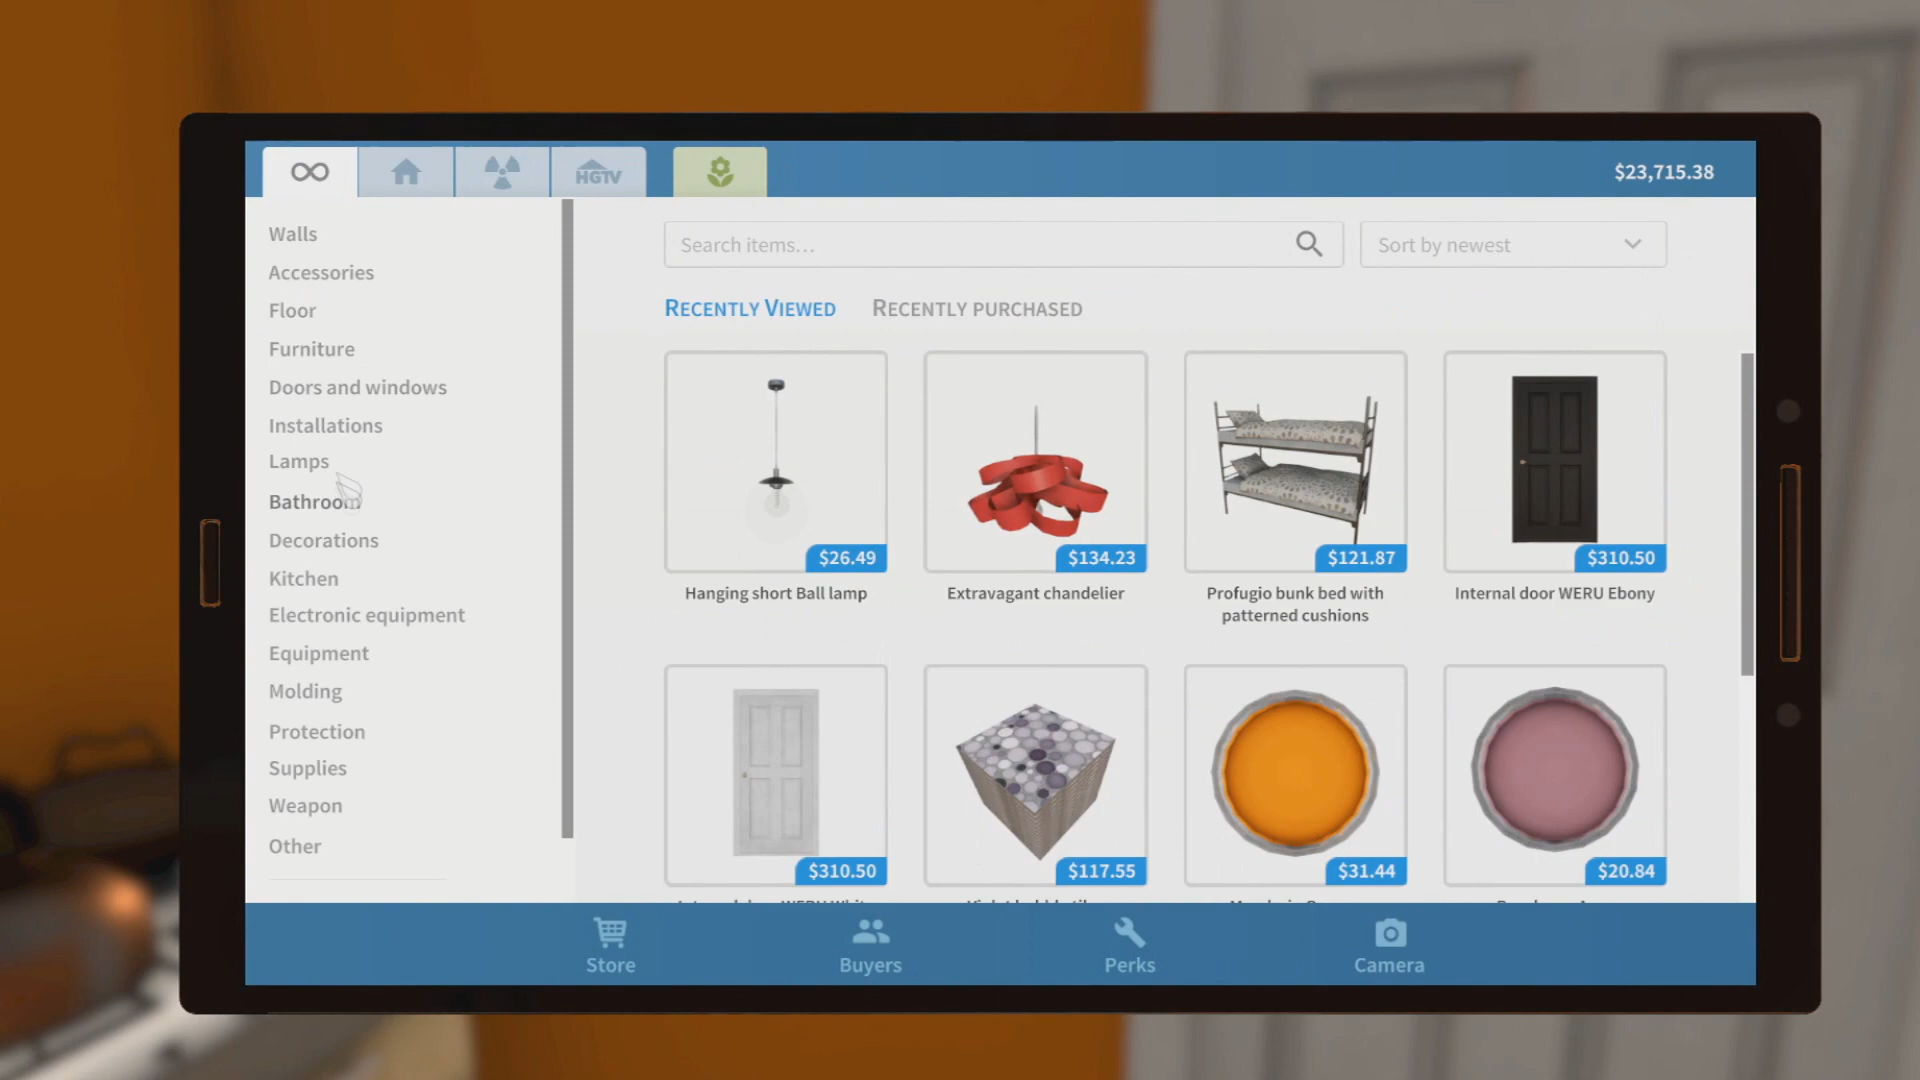 HGTV
$23,715.38
Walls
Accessories
Floor
Furniture
Doors and windows
Installations
Lamps
Bathroom
Decorations
Kitchen
Electronic equipment
Equipment
Molding
Protection
Supplies
Weapon
Other
Search items...
Sort by newest
RECENTLY VIEWED
RECENTLY PURCHASED
$26.49
$134.23
$121.87
$310.50
Hanging short Ball lamp
Extravagant chandelier
Profugio bunk bed with
patterned cushions
Internal door WERU Ebony
$310.50
$117.55
$31.44
$20.84
Store
Buyers
Perks
Camera